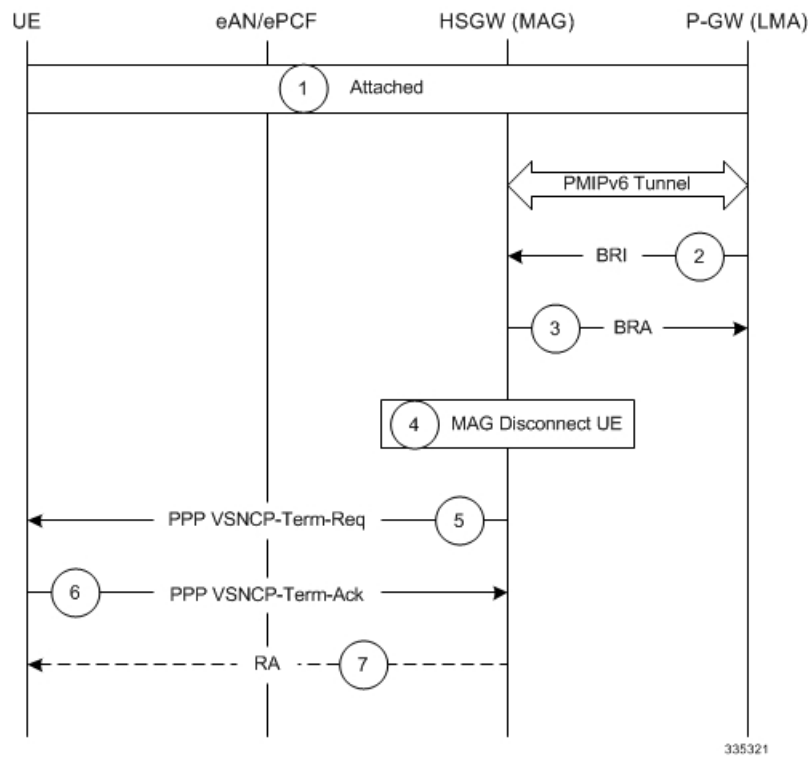 UE
eAN/ePCF
HSGW (MAG)
P-GW (LMA)
1
Attached
PMIPv6 Tunnel
BRI
2
3
BRA
4
MAG Disconnect UE
PPP VSNCP-Term-Req
5
6
PPP VSNCP-Term-Ack
RA
7
335321